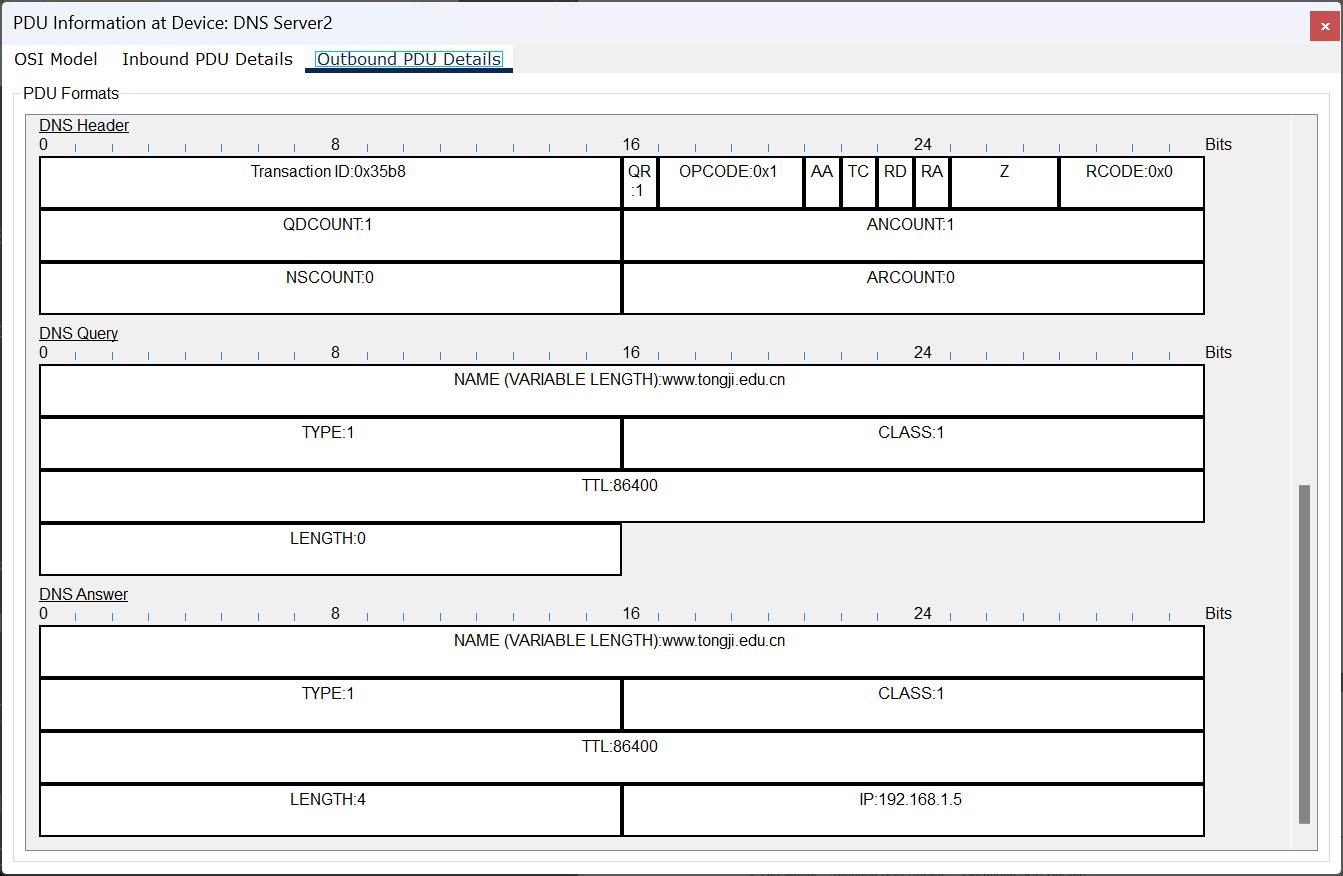 PDU Information at Device: DNS Server2
OSI Model Inbound PDU Details Outbound PDU Details
PDU Formats
DNS Header
0 8 16 24 Bits
Transaction ID:0x35b8 QR:1 OPCODE:0x1 AA TC RD RA Z RCODE:0x0
QDCOUNT:1 ANCOUNT:1
NSCOUNT:0 ARCOUNT:0
DNS Query
0 8 16 24 Bits
NAME (VARIABLE LENGTH):www.tongji.edu.cn
TYPE:1 CLASS:1
TTL:86400
LENGTH:0
DNS Answer
0 8 16 24 Bits
NAME (VARIABLE LENGTH):www.tongji.edu.cn
TYPE:1 CLASS:1
TTL:86400
LENGTH:4 IP:192.168.1.5